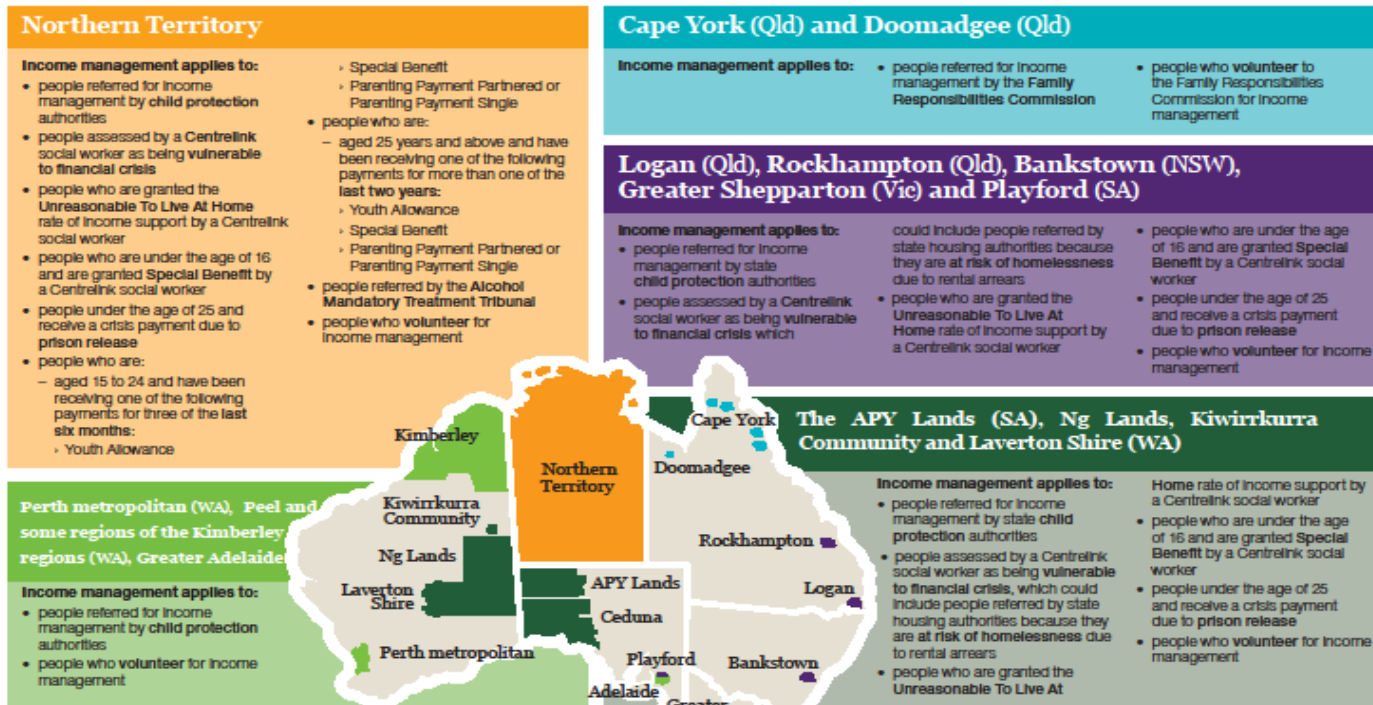 Northern Territory
Income management applies to:
• people referred for income
management by child protection
authorities
• people assessed by a Centrelink
social worker as being vulnerable
to financial crisis
• people who are granted the
Unreasonable To Live At Home
rate of income support by a Centrelink
social worker
• people who are under the age of 16
and are granted Special Benefit by
a Centrelink social worker
• people under the age of 25 and
receive a crisis payment due to
prison release
• people who are:
– aged 15 to 24 and have been
receiving one of the following
payments for three of the last
six months:
› Youth Allowance
› Special Benefit
› Parenting Payment Partnered or
Parenting Payment Single
• people who are:
– aged 25 years and above and have
been receiving one of the following
payments for more than one of the
last two years:
› Youth Allowance
› Special Benefit
› Parenting Payment Partnered or
Parenting Payment Single
• people referred by the Alcohol
Mandatory Treatment Tribunal
• people who volunteer for
income management
Cape York (Qld) and Doomadgee (Qld)
Income management applies to:
• people referred for income
management by the Family
Responsibilities Commission
• people who volunteer to
the Family Responsibilities
Commission for income
management
Logan (Qld), Rockhampton (Qld), Bankstown (NSW),
Greater Shepparton (Vic) and Playford (SA)
Income management applies to:
• people referred for income
management by state
child protection authorities
• people assessed by a Centrelink
social worker as being vulnerable
to financial crisis which
could include people referred by
state housing authorities because
they are at risk of homelessness
due to rental arrears
• people who are granted the
Unreasonable To Live At
Home rate of income support by
a Centrelink social worker
• people who are under the age
of 16 and are granted Special
Benefit by a Centrelink social
worker
• people under the age of 25
and receive a crisis payment
due to prison release
• people who volunteer for income
management
The APY Lands (SA), Ng Lands, Kiwirrkurra
Community and Laverton Shire (WA)
Income management applies to:
• people referred for income
management by state child
protection authorities
• people assessed by a Centrelink
social worker as being vulnerable
to financial crisis, which could
include people referred by state
housing authorities because they
are at risk of homelessness due
to rental arrears
• people who are granted the
Unreasonable To Live At
Home rate of income support by
a Centrelink social worker
• people who are under the age
of 16 and are granted Special
Benefit by a Centrelink social
worker
• people under the age of 25
and receive a crisis payment
due to prison release
• people who volunteer for income
management
Perth metropolitan (WA), Peel and
some regions of the Kimberley
regions (WA), Greater Adelaide
Income management applies to:
• people referred for income
management by child protection
authorities
• people who volunteer for income
management
Kimberley
Northern
Territory
Cape York
Doomadgee
Kiwirrkurra
Community
Ng Lands
Laverton
Shire
Perth metropolitan
APY Lands
Ceduna
Playford
Adelaide
Greater
Rockhampton
Logan
Bankstown